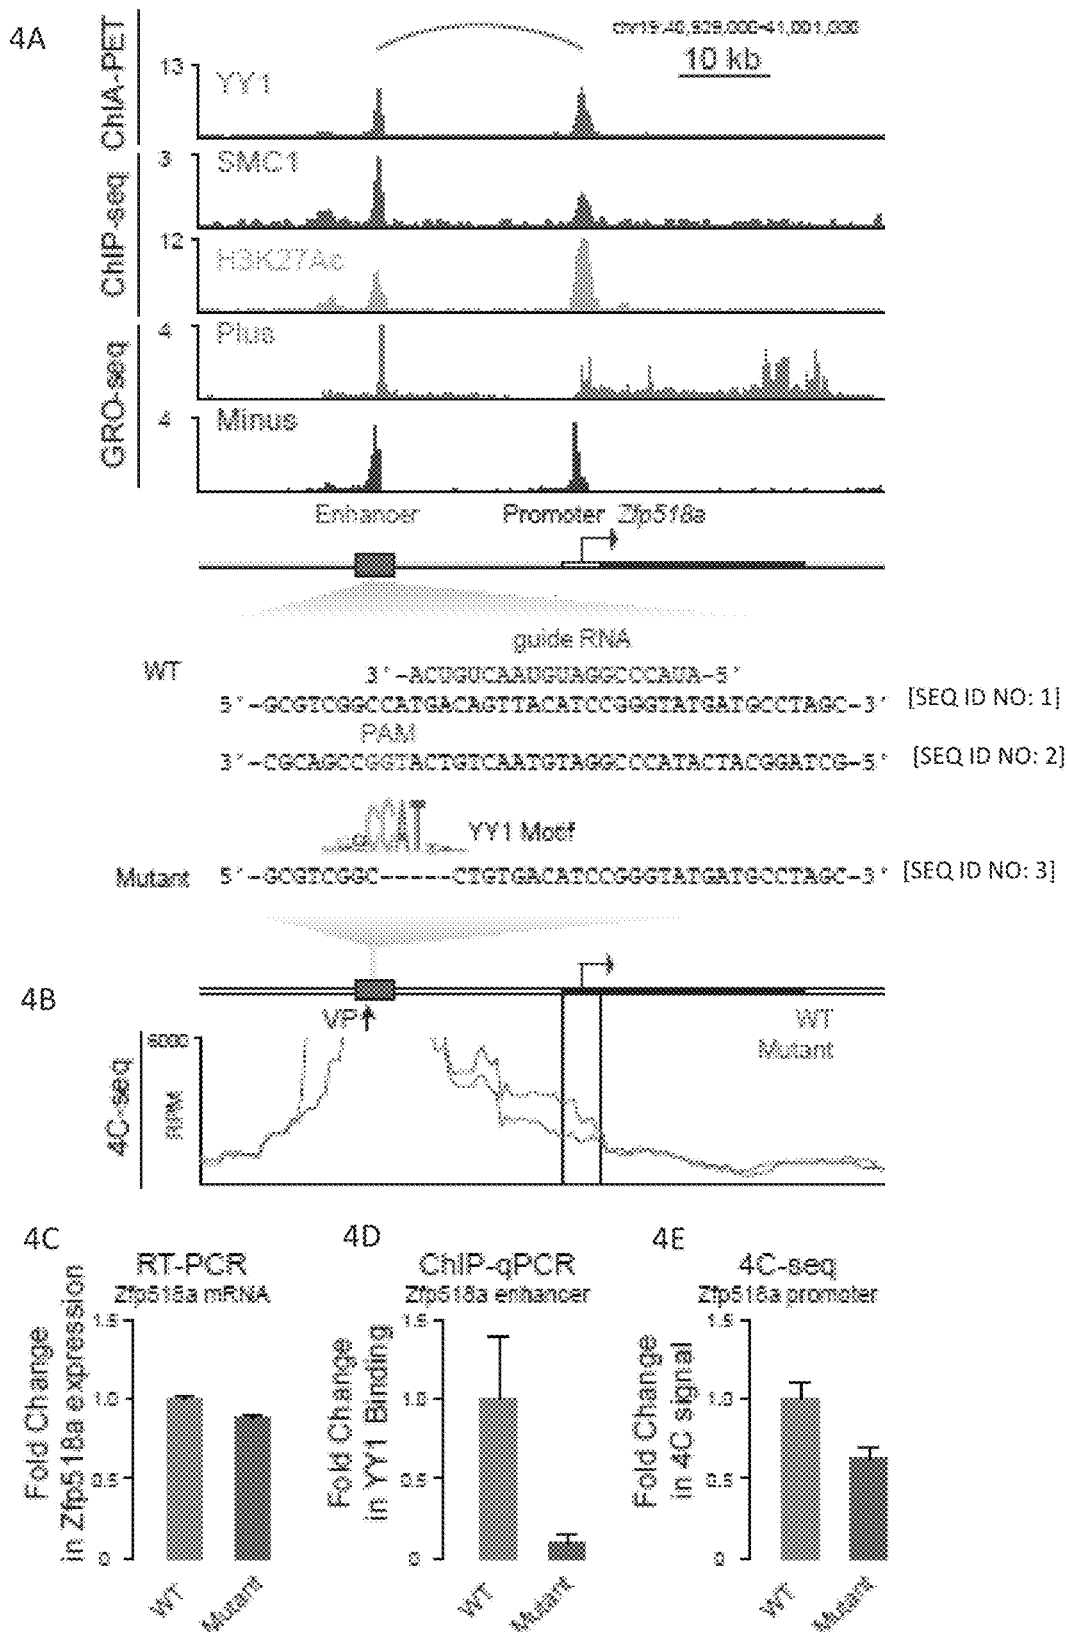 4A
ChIA-PET
chr19:40,929,000-41,001,000
10 kb
13
YY1
ChIP-seq
3
SMC1
12
H3K27Ac
GRO-seq
4
Plus
4
Minus
Enhancer
Promoter Zfp518a
guide RNA
WT
3'-ACUGUCAAUGUAGGCCCAUA-5'
5'-GCGTCGGCCATGACAGTTACATCCGGGTATGATGCCTAGC-3' [SEQ ID NO: 1]
PAM
3'-CGCAGCCGGTACTGTCAATGTAGGCCCATACTACGGATCG-5' [SEQ ID NO: 2]
CCAT
YY1 Motif
Mutant 5'-GCGTCGGC-----CTGTGACATCCGGGTATGATGCCTAGC-3' [SEQ ID NO: 3]
4B
VP
WT
Mutant
4C-seq
RPM
6000
4C
RT-PCR
Zfp518a mRNA
Fold Change
in Zfp518a expression
1.5
1.0
0.5
0
WT
Mutant
4D
ChIP-qPCR
Zfp518a enhancer
Fold Change
in YY1 Binding
1.5
1.0
0.5
0
WT
Mutant
4E
4C-seq
Zfp518a promoter
Fold Change
in 4C signal
1.5
1.0
0.5
0
WT
Mutant